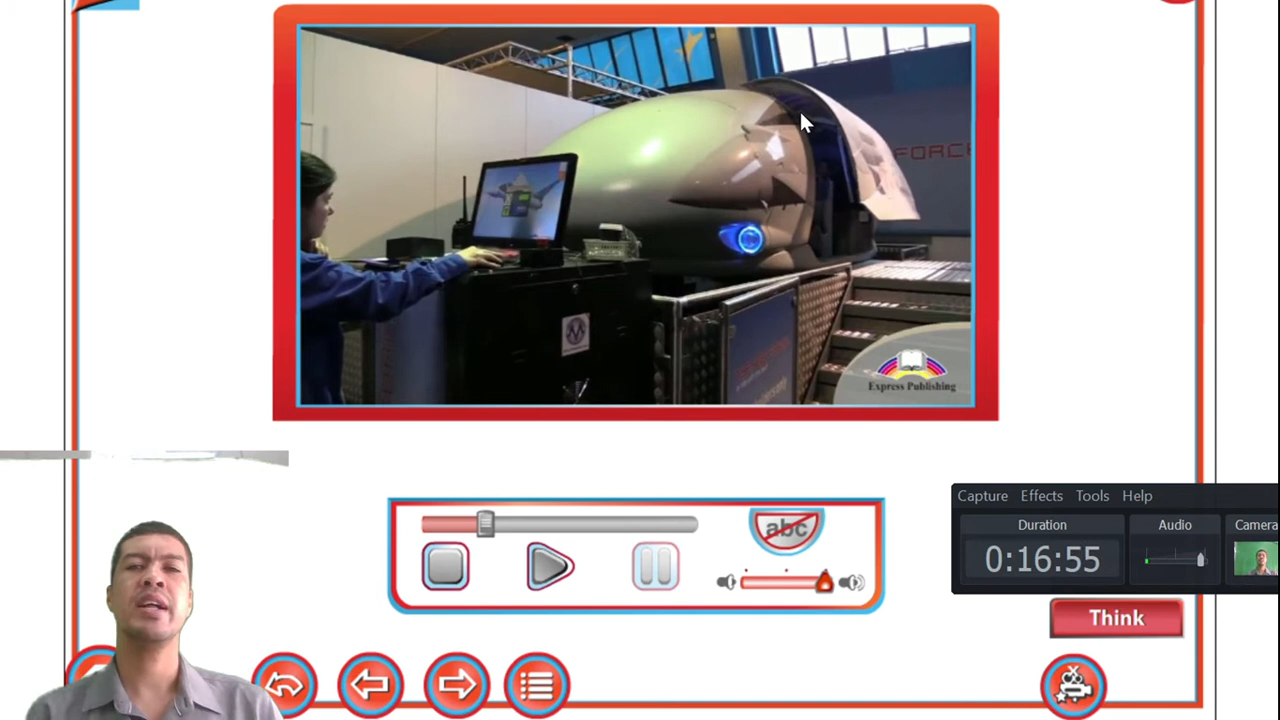 FORCE
Express Publishing
Capture Effects Tools Help
Duration Audio Camera
0:16:55
abc
Think